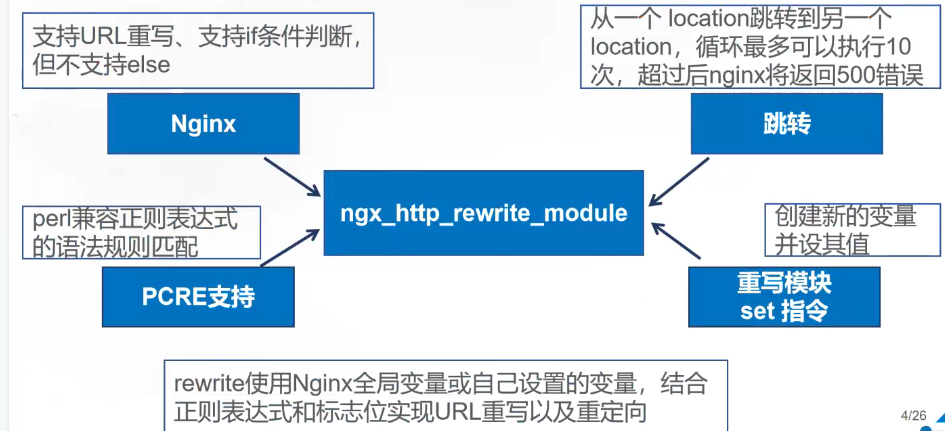 支持URL重写、支持if条件判断，
但不支持else
从一个 location跳转到另一个
location，循环最多可以执行10
次，超过后nginx将返回500错误
Nginx
跳转
ngx_http_rewrite_module
perl兼容正则表达式
的语法规则匹配
创建新的变量
并设其值
PCRE支持
重写模块
set 指令
rewrite使用Nginx全局变量或自己设置的变量，结合
正则表达式和标志位实现URL重写以及重定向
4/26